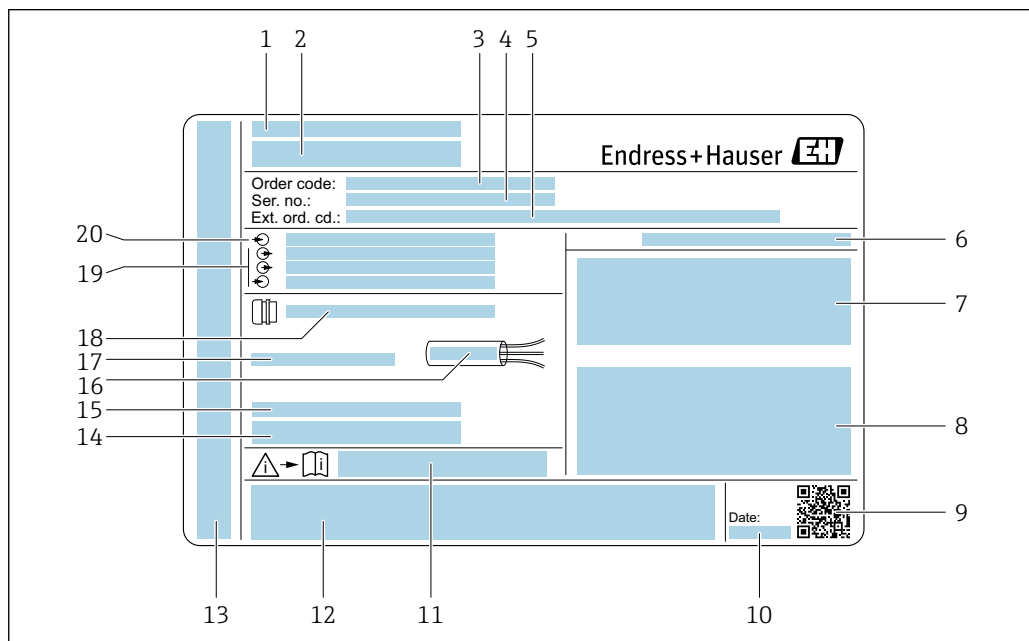 1 2 3 4 5
Endress+Hauser EH
Order code:
Ser. no.:
Ext. ord. cd.:
20
6
19
7
18
17
16
15
14
8
i i
9
Date:
13 12 11 10